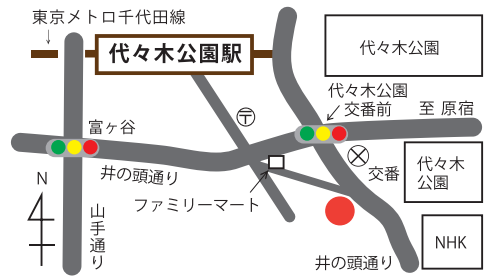 東京メトロ千代田線
代々木公園駅
代々木公園
代々木公園
交番前
至 原宿
〒
富ヶ谷
井の頭通り
交番
代々木
公園
N
山手通り
ファミリーマート
NHK
井の頭通り